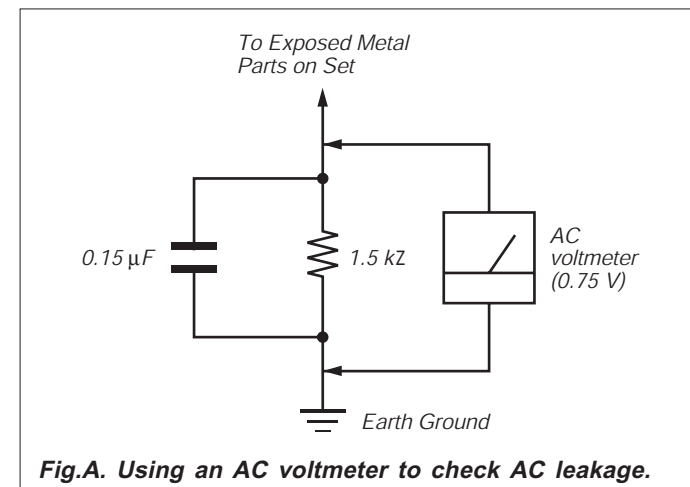 To Exposed Metal
Parts on Set
0.15 µF
1.5 kZ
AC
voltmeter
(0.75 V)
Earth Ground
Fig.A. Using an AC voltmeter to check AC leakage.